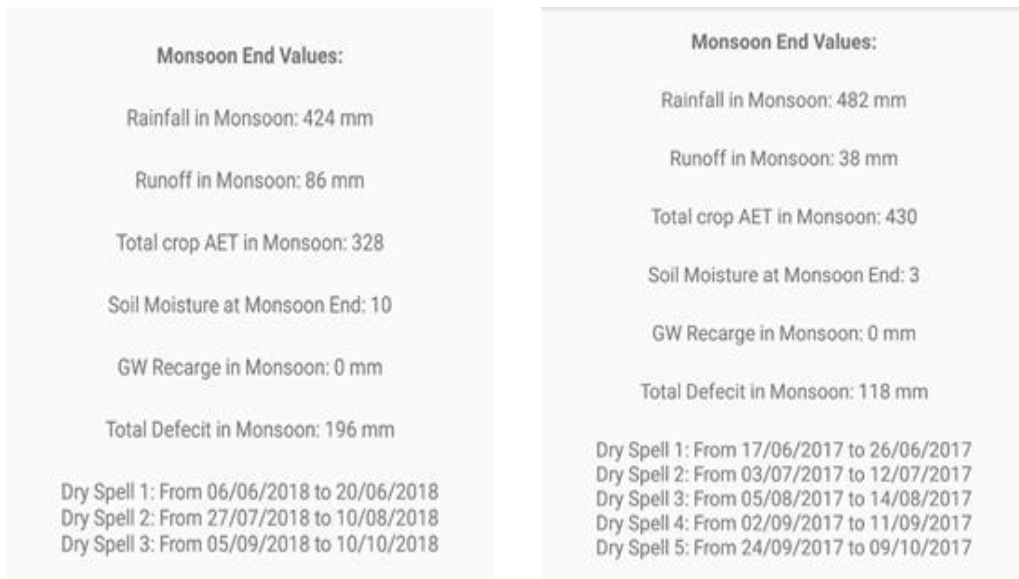 Monsoon End Values:
Rainfall in Monsoon: 424 mm
Runoff in Monsoon: 86 mm
Total crop AET in Monsoon: 328
Soil Moisture at Monsoon End: 10
GW Recarge in Monsoon: 0 mm
Total Defecit in Monsoon: 196 mm
Dry Spell 1: From 06/06/2018 to 20/06/2018
Dry Spell 2: From 27/07/2018 to 10/08/2018
Dry Spell 3: From 05/09/2018 to 10/10/2018
Monsoon End Values:
Rainfall in Monsoon: 482 mm
Runoff in Monsoon: 38 mm
Total crop AET in Monsoon: 430
Soil Moisture at Monsoon End: 3
GW Recarge in Monsoon: 0 mm
Total Defecit in Monsoon: 118 mm
Dry Spell 1: From 17/06/2017 to 26/06/2017
Dry Spell 2: From 03/07/2017 to 12/07/2017
Dry Spell 3: From 05/08/2017 to 14/08/2017
Dry Spell 4: From 02/09/2017 to 11/09/2017
Dry Spell 5: From 24/09/2017 to 09/10/2017